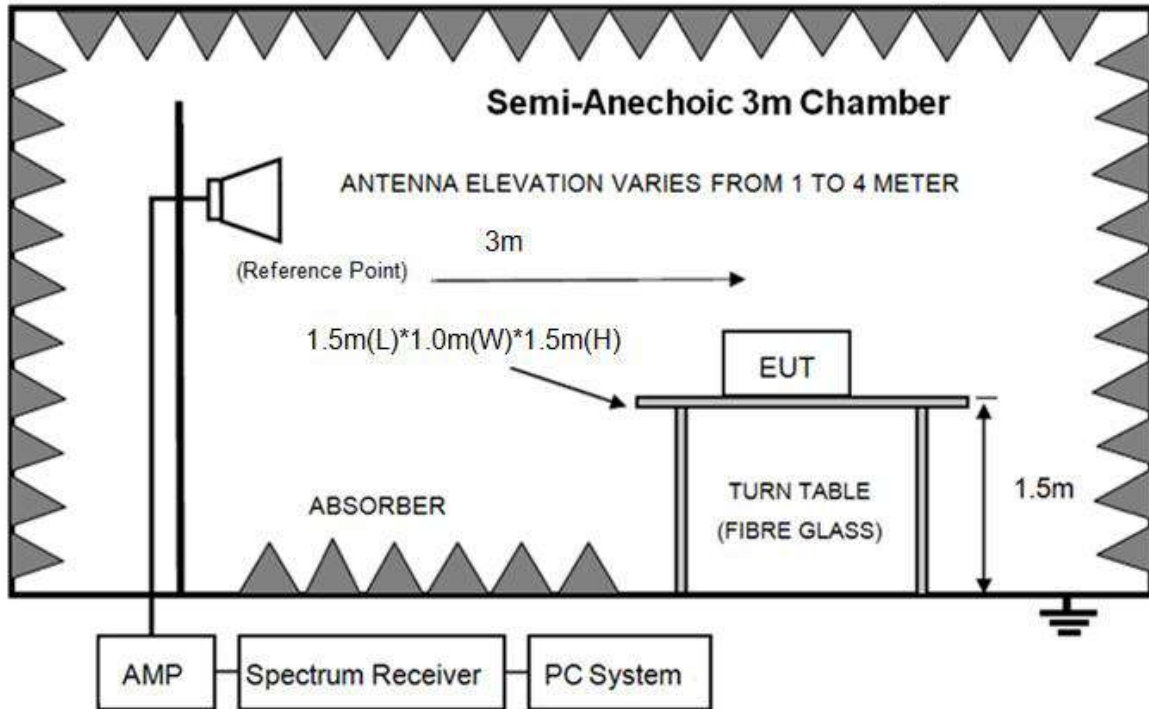 Semi-Anechoic 3m Chamber
ANTENNA ELEVATION VARIES FROM 1 TO 4 METER
3m
(Reference Point)
1.5m(L)*1.0m(W)*1.5m(H)
EUT
ABSORBER
TURN TABLE
(FIBRE GLASS)
1.5m
AMP
Spectrum Receiver
PC System